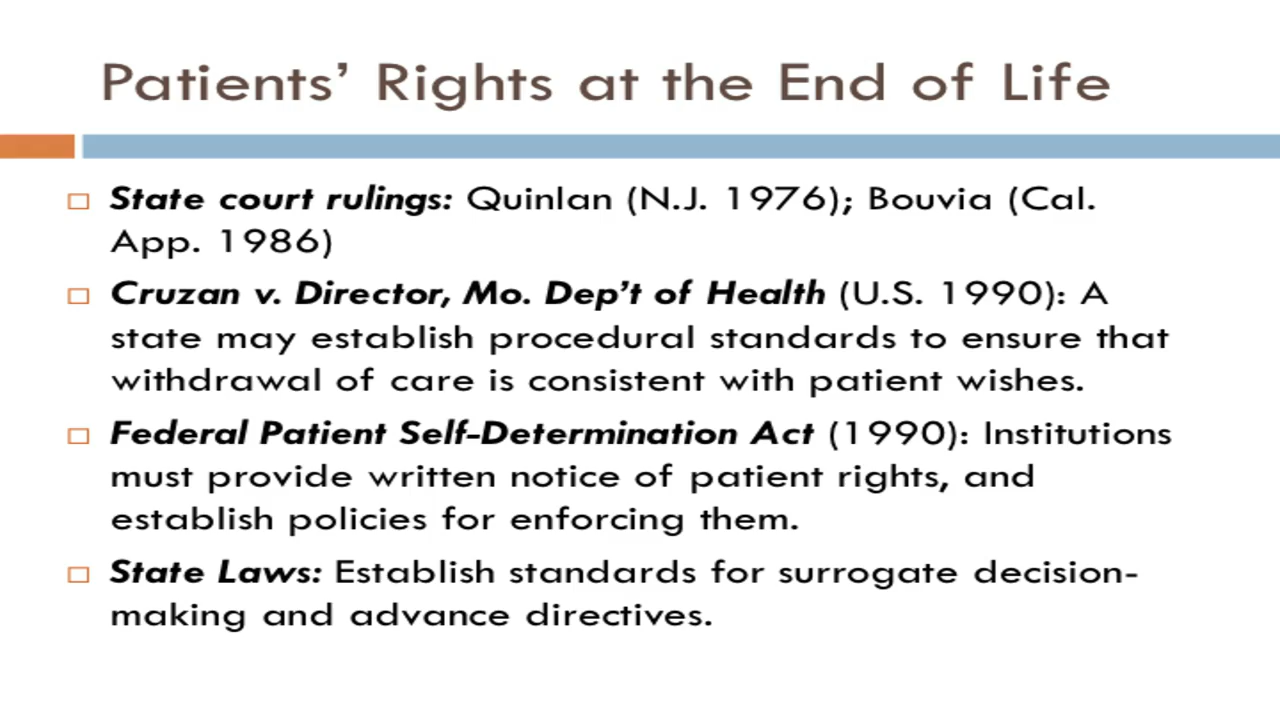 Patients’ Rights at the End of Life
State court rulings: Quinlan (N.J. 1976); Bouvia (Cal.
App. 1986)
Cruzan v. Director, Mo. Dep’t of Health (U.S. 1990): A
state may establish procedural standards to ensure that
withdrawal of care is consistent with patient wishes.
Federal Patient Self-Determination Act (1990): Institutions
must provide written notice of patient rights, and
establish policies for enforcing them.
State Laws: Establish standards for surrogate decision-
making and advance directives.